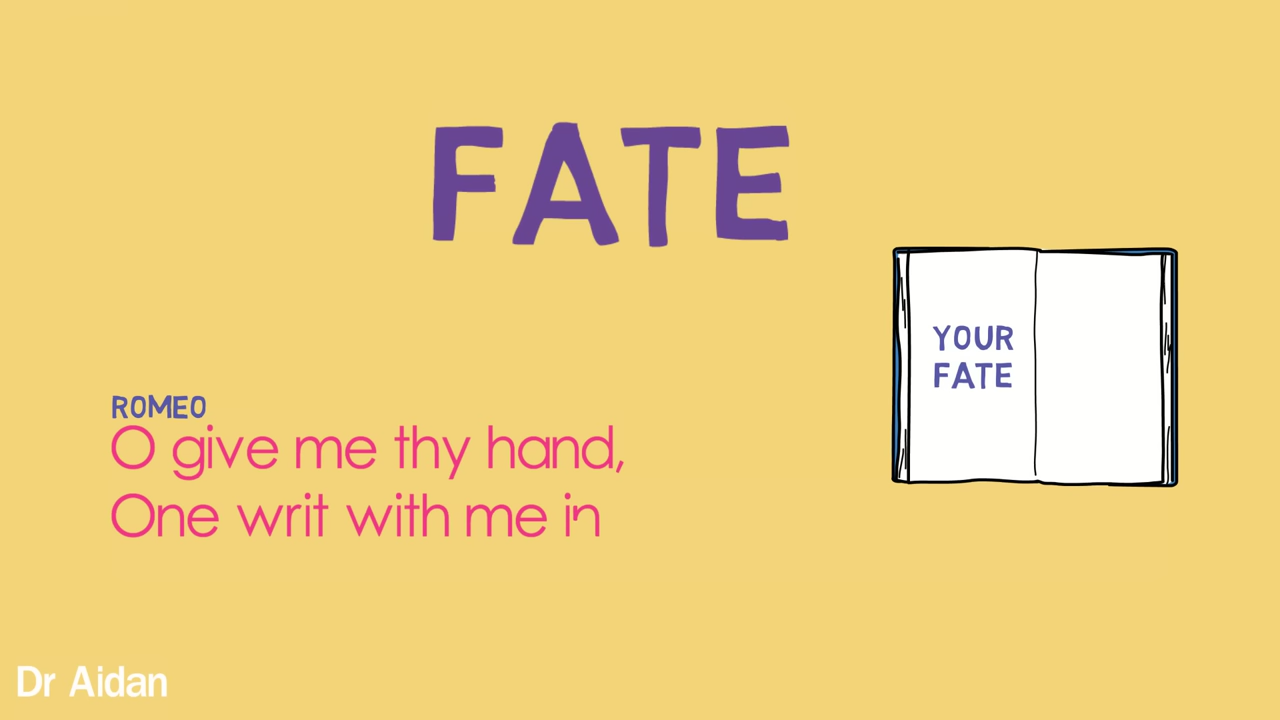 FATE
YOUR
FATE
ROMEO
O give me thy hand,
One writ with me in
Dr Aidan